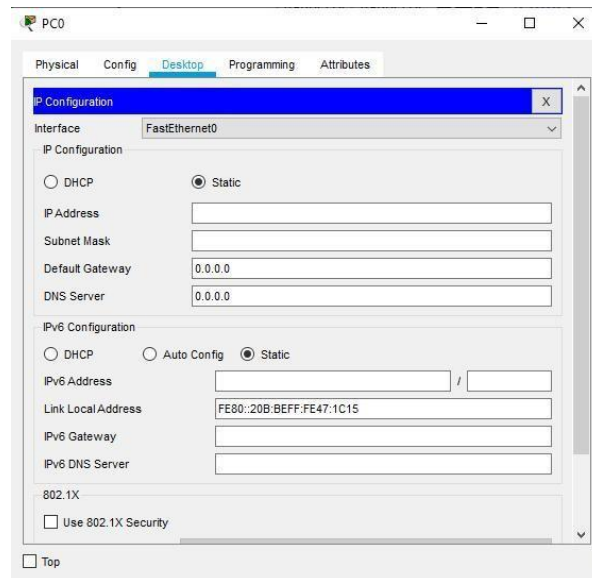 PC0
Physical Config Desktop Programming Attributes
IP Configuration X
Interface FastEthernet0
IP Configuration
DHCP Static
IP Address
Subnet Mask
Default Gateway 0.0.0.0
DNS Server 0.0.0.0
IPv6 Configuration
DHCP Auto Config Static
IPv6 Address /
Link Local Address FE80::20B:BEFF:FE47:1C15
IPv6 Gateway
IPv6 DNS Server
802.1X
Use 802.1X Security
Top